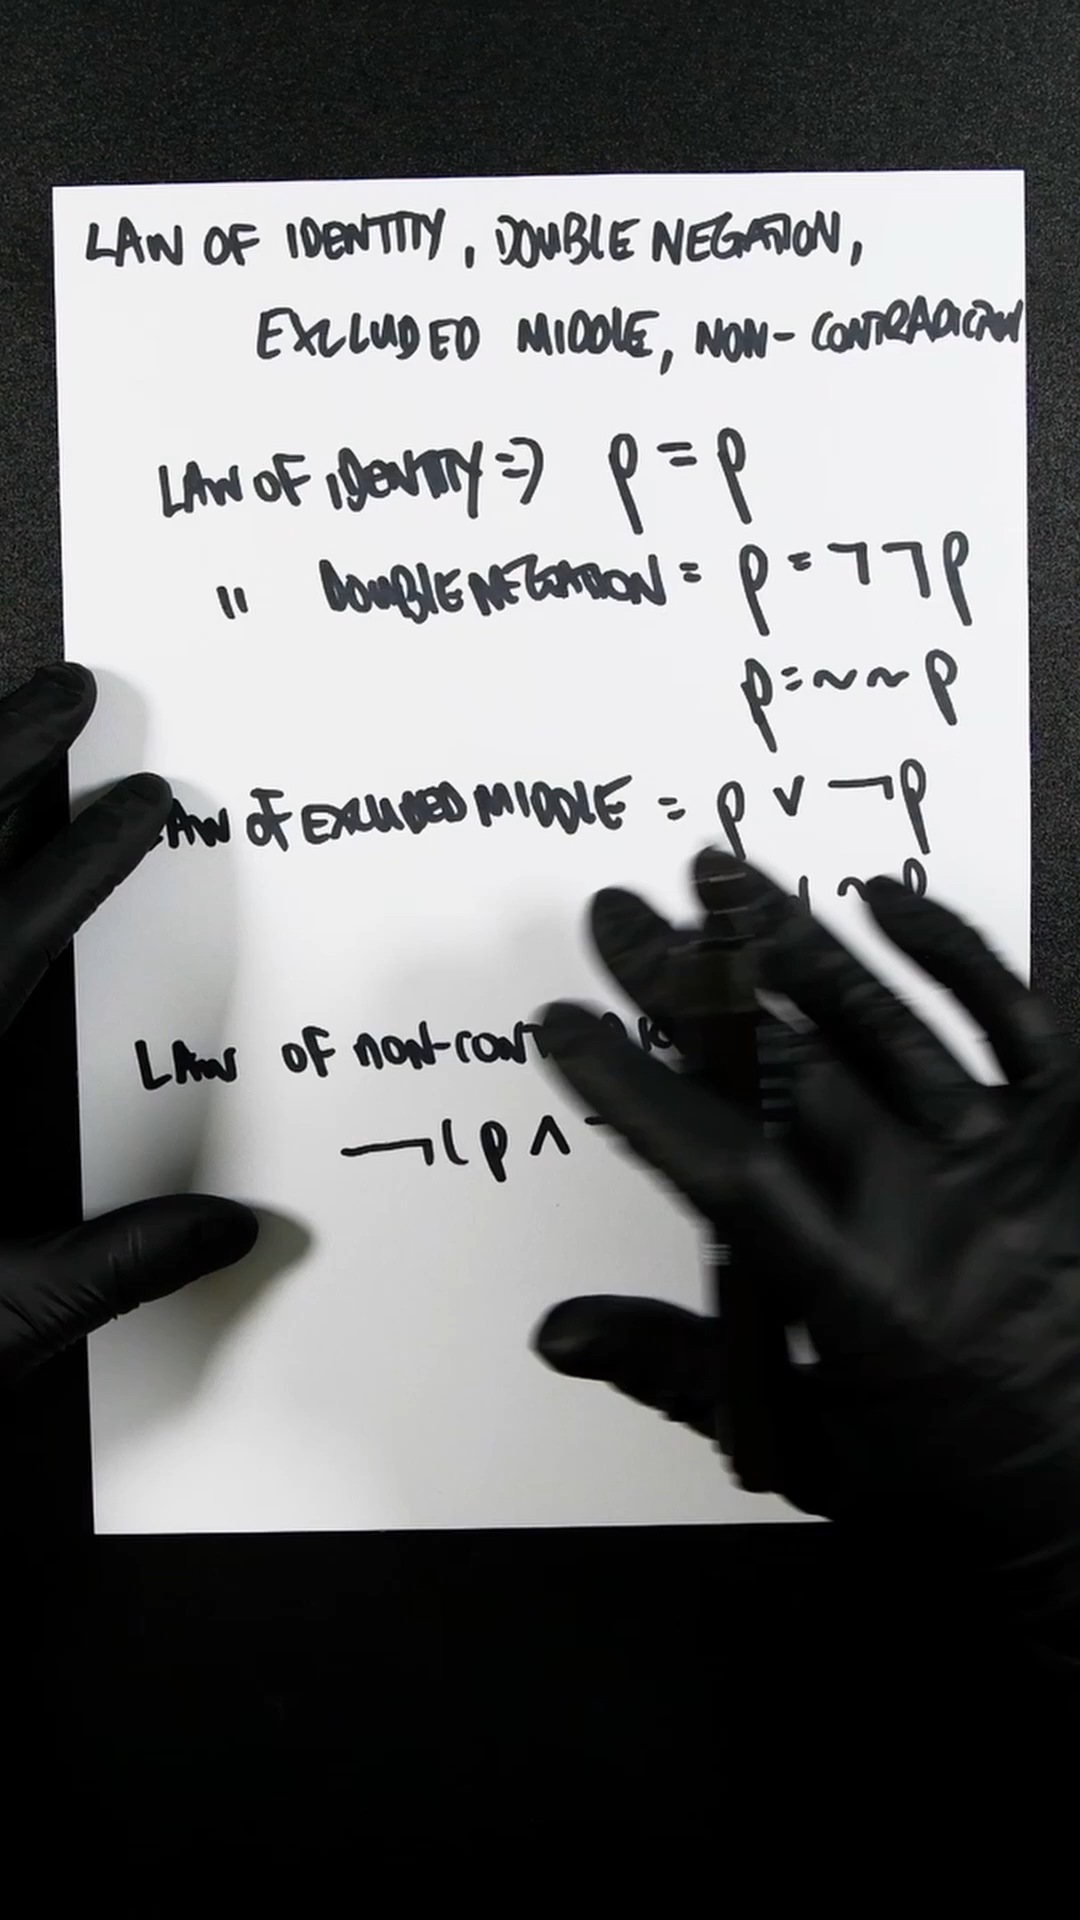 LAW OF IDENTITY, DOUBLE NEGATION,
EXCLUDED MIDDLE, NON-CONTRADICTION
LAW OF IDENTITY => p = p
" DOUBLE NEGATION = p = ¬¬p
p = ~~p
LAW OF EXCLUDED MIDDLE = p ∨ ¬p
∨ ~p
LAW OF NON-
¬(p ∧